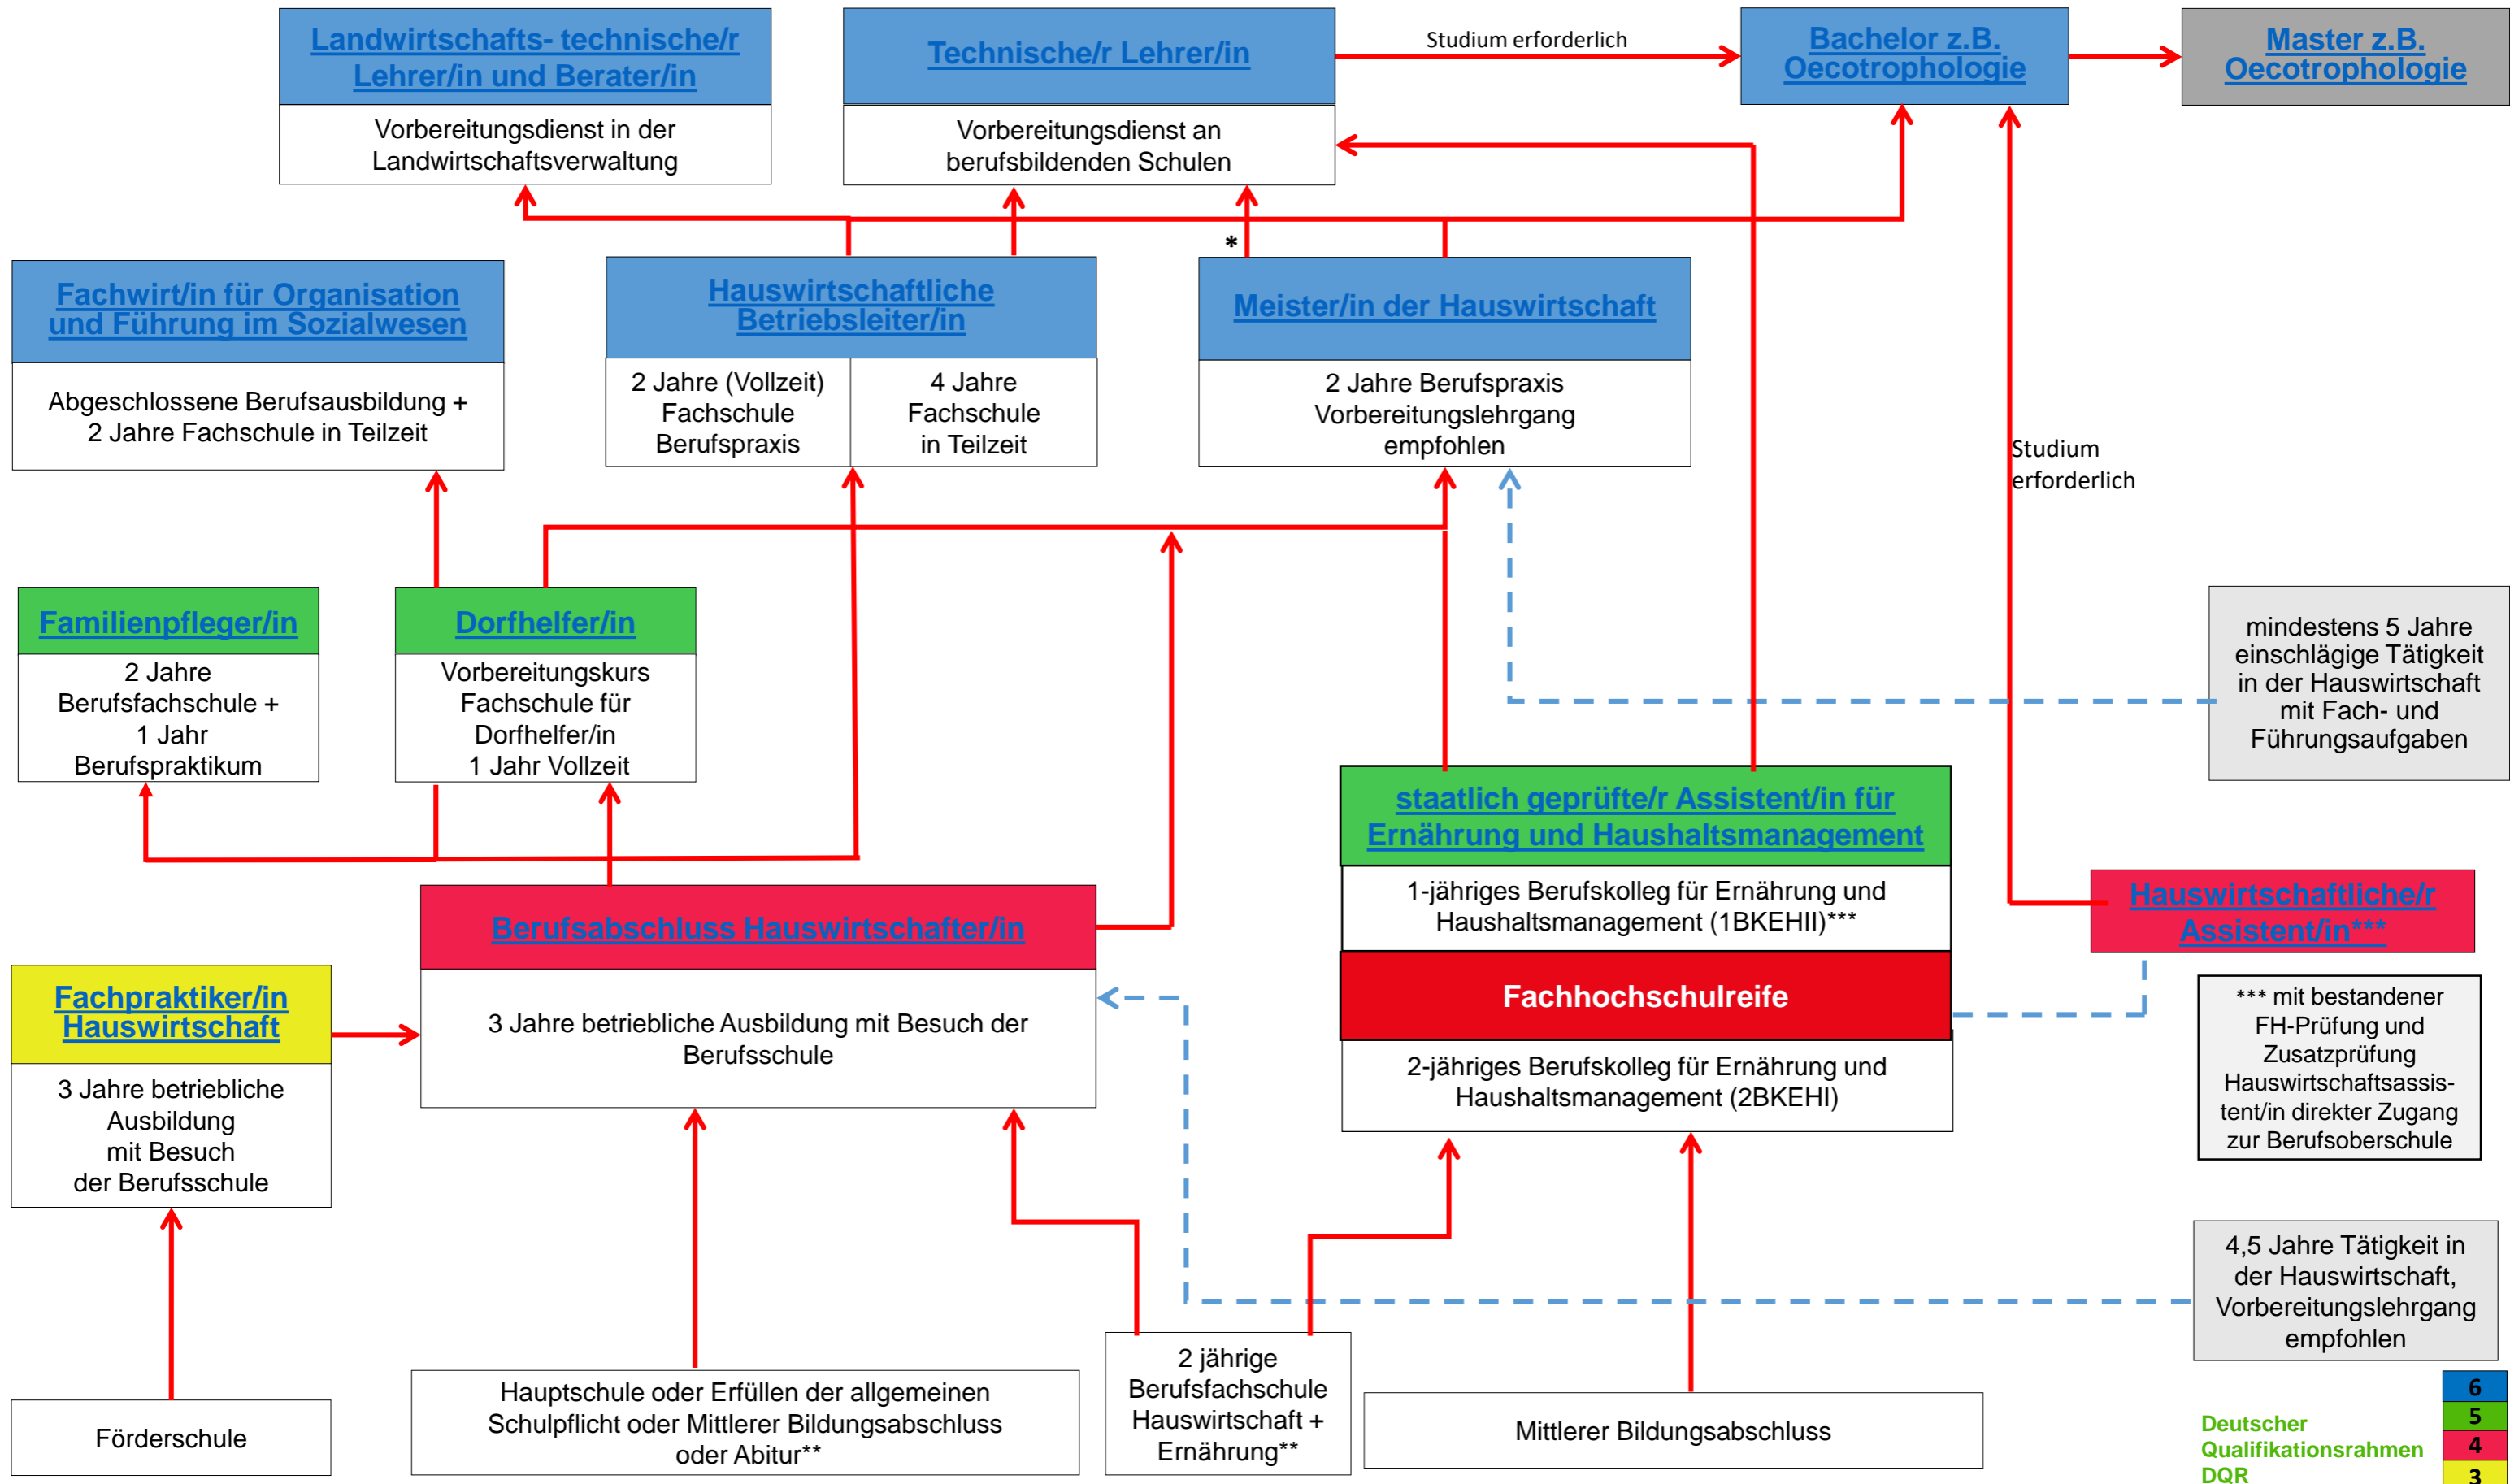 Landwirtschafts- technische/r
Lehrer/in und Berater/in
Vorbereitungsdienst in der
Landwirtschaftsverwaltung
Technische/r Lehrer/in
Vorbereitungsdienst an
berufsbildenden Schulen
Studium erforderlich
Bachelor z.B.
Oecotrophologie
Master z.B.
Oecotrophologie
*
Fachwirt/in für Organisation
und Führung im Sozialwesen
Abgeschlossene Berufsausbildung +
2 Jahre Fachschule in Teilzeit
Hauswirtschaftliche
Betriebsleiter/in
2 Jahre (Vollzeit)
Fachschule
Berufspraxis
4 Jahre
Fachschule
in Teilzeit
Meister/in der Hauswirtschaft
2 Jahre Berufspraxis
Vorbereitungslehrgang
empfohlen
Studium
erforderlich
Familienpfleger/in
2 Jahre
Berufsfachschule +
1 Jahr
Berufspraktikum
Dorfhelfer/in
Vorbereitungskurs
Fachschule für
Dorfhelfer/in
1 Jahr Vollzeit
mindestens 5 Jahre
einschlägige Tätigkeit
in der Hauswirtschaft
mit Fach- und
Führungsaufgaben
staatlich geprüfte/r Assistent/in für
Ernährung und Haushaltsmanagement
1-jähriges Berufskolleg für Ernährung und
Haushaltsmanagement (1BKEHII)***
Fachhochschulreife
2-jähriges Berufskolleg für Ernährung und
Haushaltsmanagement (2BKEHI)
Hauswirtschaftliche/r
Assistent/in***
*** mit bestandener
FH-Prüfung und
Zusatzprüfung
Hauswirtschaftsassis-
tent/in direkter Zugang
zur Berufsoberschule
Berufsabschluss Hauswirtschafter/in
3 Jahre betriebliche Ausbildung mit Besuch der
Berufsschule
Fachpraktiker/in
Hauswirtschaft
3 Jahre betriebliche
Ausbildung
mit Besuch
der Berufsschule
4,5 Jahre Tätigkeit in
der Hauswirtschaft,
Vorbereitungslehrgang
empfohlen
Förderschule
Hauptschule oder Erfüllen der allgemeinen
Schulpflicht oder Mittlerer Bildungsabschluss
oder Abitur**
2 jährige
Berufsfachschule
Hauswirtschaft +
Ernährung**
Mittlerer Bildungsabschluss
Deutscher
Qualifikationsrahmen
DQR
6
5
4
3